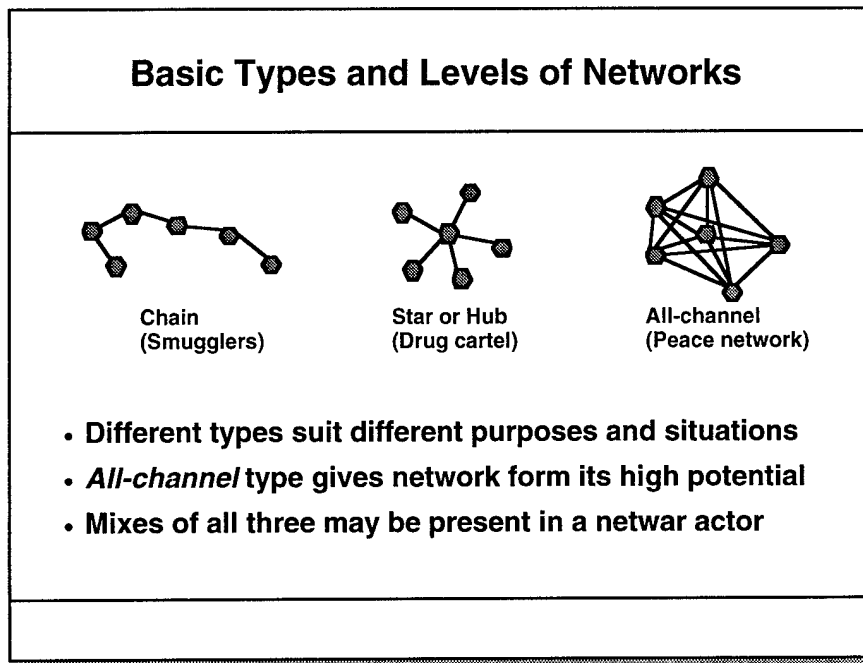 Basic Types and Levels of Networks
Chain
(Smugglers)
Star or Hub
(Drug cartel)
All-channel
(Peace network)
• Different types suit different purposes and situations
• All-channel type gives network form its high potential
• Mixes of all three may be present in a netwar actor